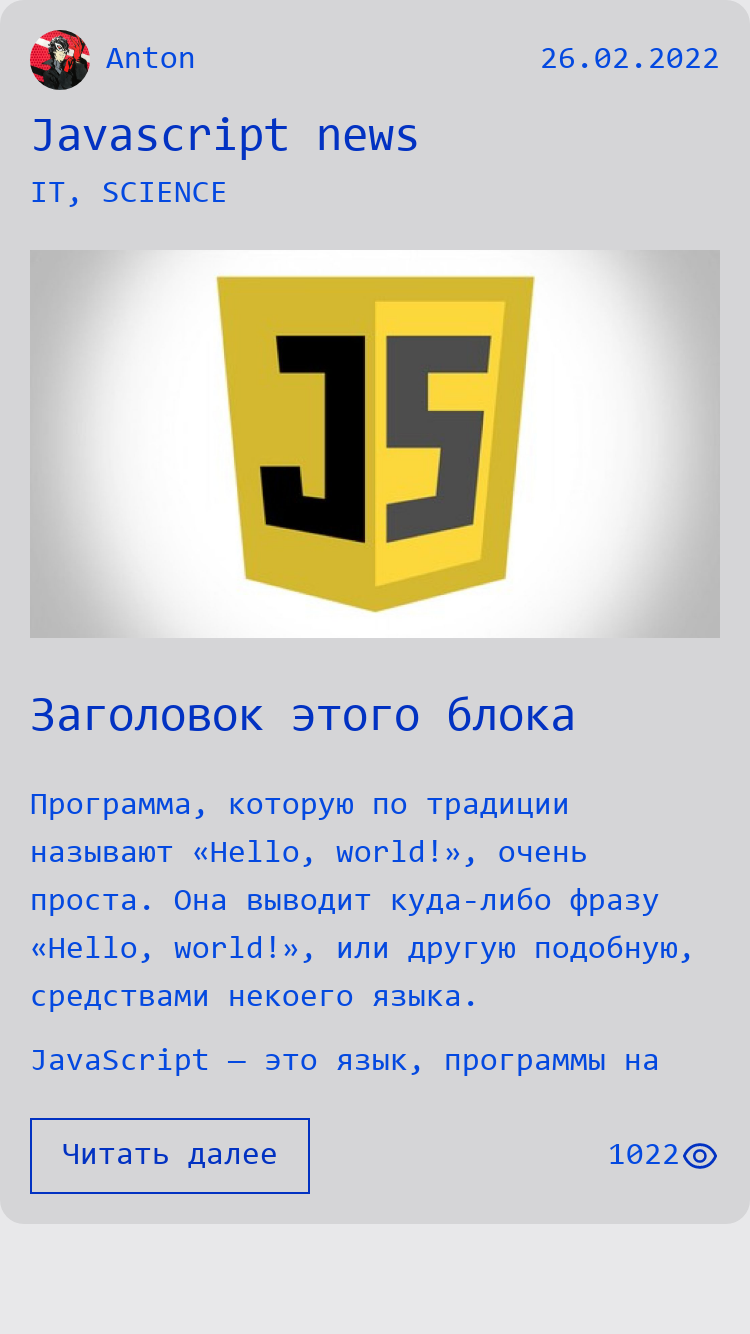 Anton
26.02.2022
Javascript news
IT, SCIENCE
JS
Заголовок этого блока
Программа, которую по традиции
называют «Hello, world!», очень
проста. Она выводит куда-либо фразу
«Hello, world!», или другую подобную,
средствами некоего языка.
JavaScript — это язык, программы на
Читать далее
1022